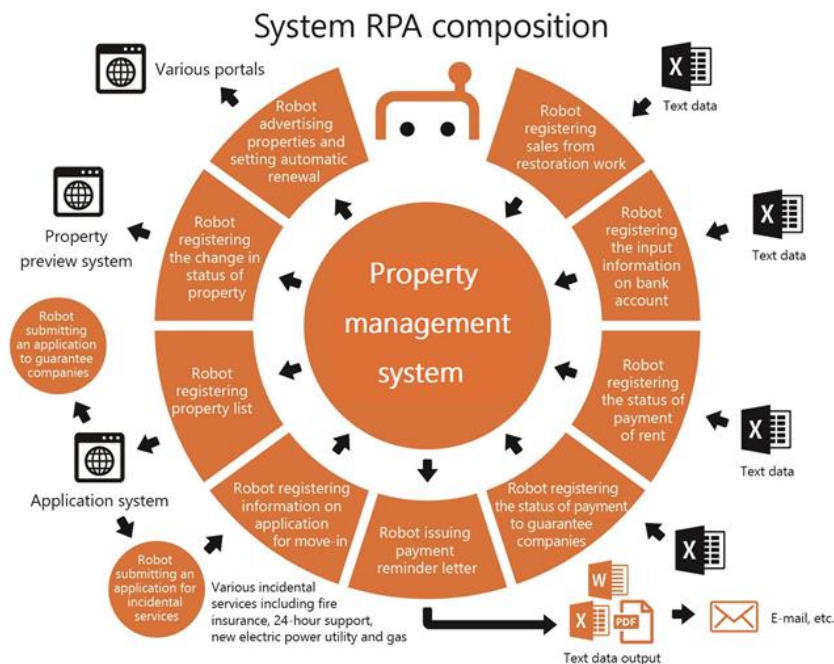 System RPA composition
Various portals
Robot
advertising
properties and
setting automatic
renewal
Robot
registering
sales from
restoration work
X
Text data
Property
preview system
Robot
registering
the change in
status of
property
Robot
registering
the input
information
on bank
account
X
Text data
Property
management
system
Robot
submitting
an application
to guarantee
companies
Robot
registering
property list
Robot
registering
the status of
payment
of rent
X
Text data
Application system
Robot registering
information on
application
for move-in
Robot issuing
payment
reminder letter
Robot registering
the status of payment
to guarantee
companies
X
Robot
submitting an
application for
incidental
services
Various incidental
services including fire
insurance, 24-hour support,
new electric power utility and gas
W
X
PDF
Text data output
E-mail, etc.